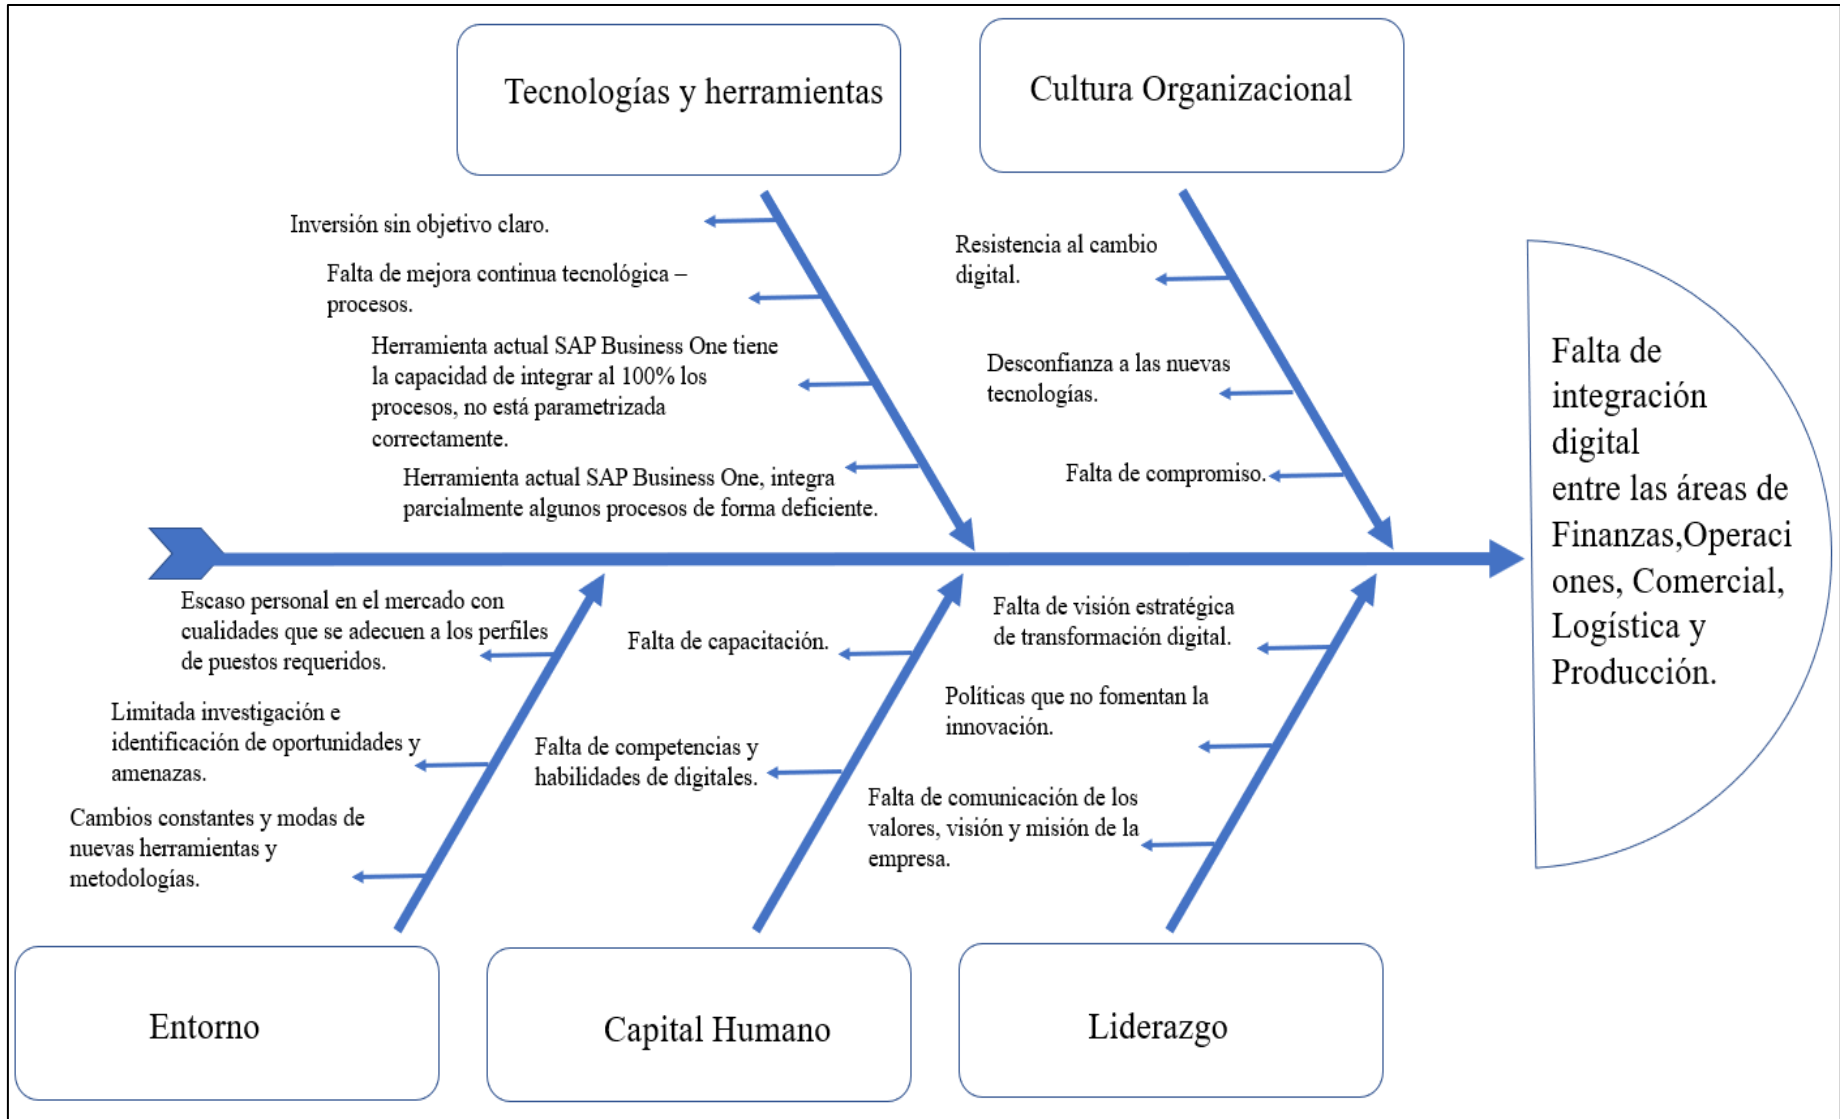 Tecnologías y herramientas
Cultura Organizacional
Inversión sin objetivo claro.
Falta de mejora continua tecnológica –
procesos.
Herramienta actual SAP Business One tiene
la capacidad de integrar al 100% los
procesos, no está parametrizada
correctamente.
Herramienta actual SAP Business One, integra
parcialmente algunos procesos de forma deficiente.
Resistencia al cambio
digital.
Desconfianza a las nuevas
tecnologías.
Falta de compromiso.
Falta de
integración
digital
entre las áreas de
Finanzas,Operaci
ones, Comercial,
Logística y
Producción.
Escaso personal en el mercado con
cualidades que se adecuen a los perfiles
de puestos requeridos.
Limitada investigación e
identificación de oportunidades y
amenazas.
Cambios constantes y modas de
nuevas herramientas y
metodologías.
Falta de capacitación.
Falta de competencias y
habilidades de digitales.
Falta de visión estratégica
de transformación digital.
Políticas que no fomentan la
innovación.
Falta de comunicación de los
valores, visión y misión de la
empresa.
Entorno
Capital Humano
Liderazgo